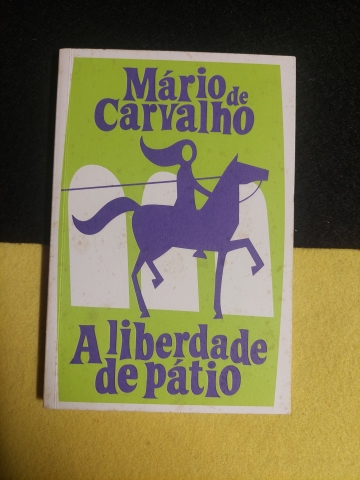 Mário de
Carvalho
A liberdade
de pátio